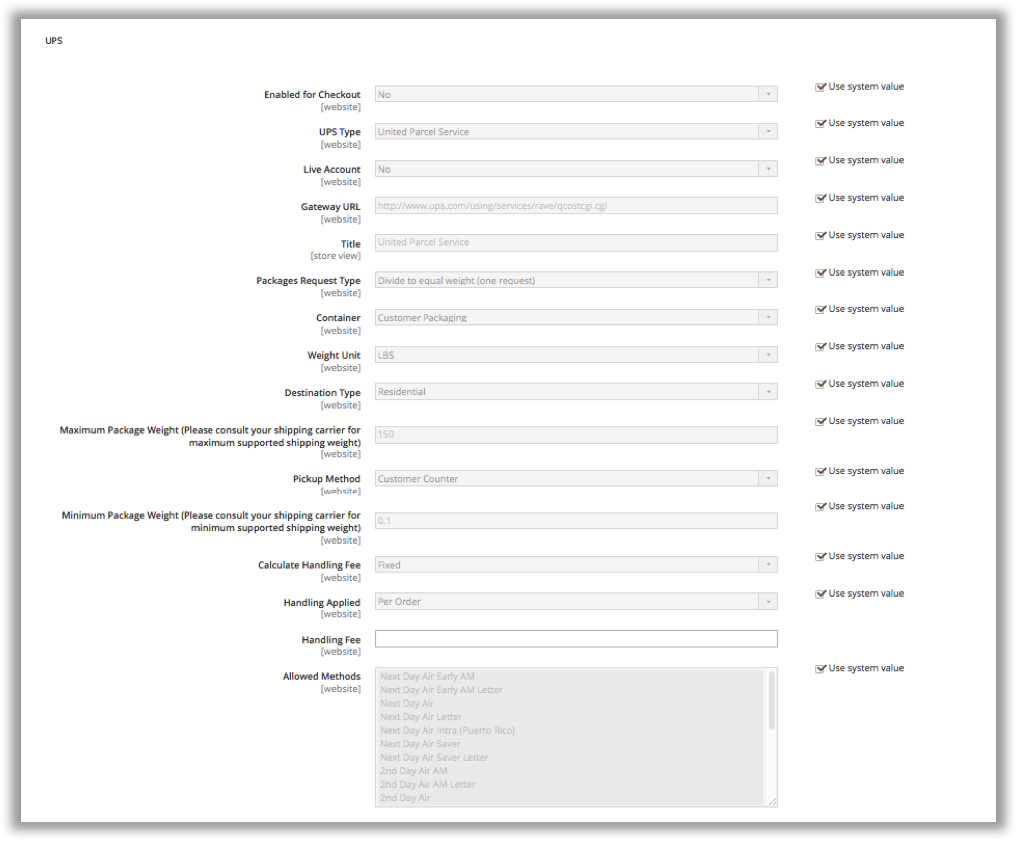 UPS
Enabled for Checkout No Use system value
[website]
UPS Type United Parcel Service Use system value
[website]
Live Account No Use system value
[website]
Gateway URL http://www.ups.com/using/services/rave/qcostcgi.cgi Use system value
[website]
Title United Parcel Service Use system value
[store view]
Packages Request Type Divide to equal weight (one request) Use system value
[website]
Container Customer Packaging Use system value
[website]
Weight Unit LBS Use system value
[website]
Destination Type Residential Use system value
[website]
Maximum Package Weight (Please consult your shipping carrier for 150 Use system value
maximum supported shipping weight)
[website]
Pickup Method Customer Counter Use system value
[website]
Minimum Package Weight (Please consult your shipping carrier for 0.1 Use system value
minimum supported shipping weight)
[website]
Calculate Handling Fee Fixed Use system value
[website]
Handling Applied Per Order Use system value
[website]
Handling Fee
[website]
Allowed Methods Next Day Air Early AM Use system value
[website] Next Day Air Early AM Letter
Next Day Air
Next Day Air Letter
Next Day Air Intra (Puerto Rico)
Next Day Air Saver
Next Day Air Saver Letter
2nd Day Air AM
2nd Day Air AM Letter
2nd Day Air